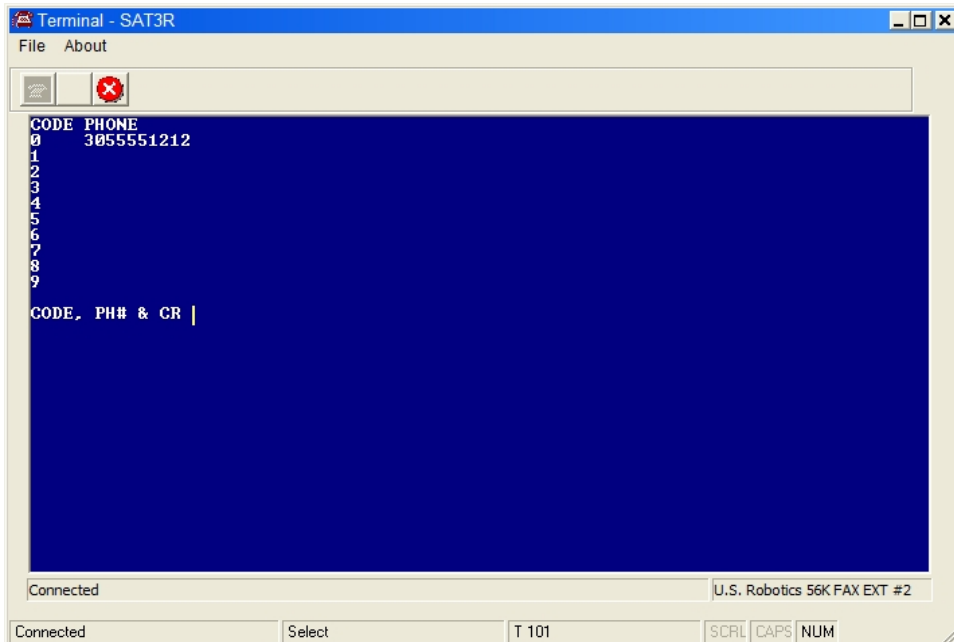 Terminal - SAT3R
File About
CODE PHONE
0 3055551212
1
2
3
4
5
6
7
8
9
CODE, PH# & CR
Connected U.S. Robotics 56K FAX EXT #2
Connected Select T 101 SCRL CAPS NUM